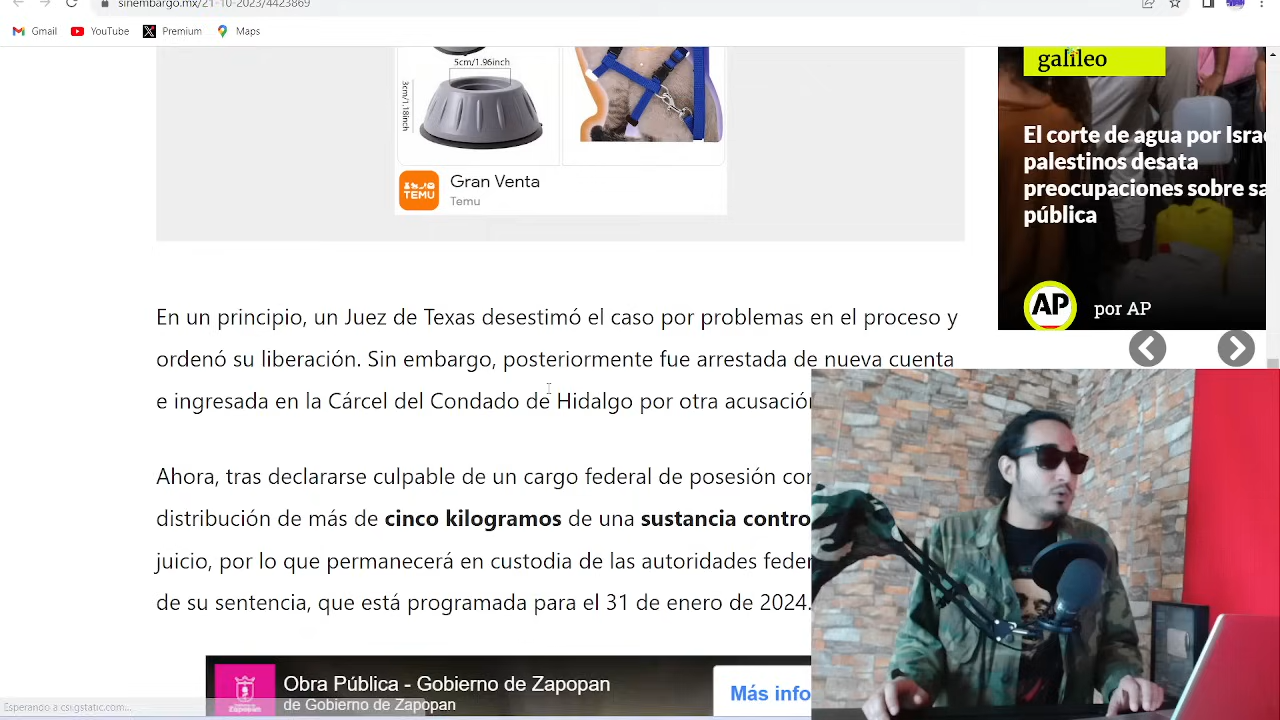 sinembargo.mx/21-10-2023/4423869
Gmail
YouTube
Premium
Maps
5cm/1.96inch
3cm/1.18inch
TEMU
Gran Venta
Temu
galileo
El corte de agua por Isra
palestinos desata
preocupaciones sobre sa
pública
AP
por AP
En un principio, un Juaz de Texas desestimó el caso por problemas en el proceso y
ordenó su liberación. Sin embargo, posteriormente fue arrestada de nueva cuenta
e ingresada en la Cárcel del Condado de Hidalgo por otra acusación
Ahora, tras declararse culpable de un cargo federal de posesión con
distribución de más de cinco kilogramos de una sustancia contro
juicio, por lo que permanecerá en custodia de las autoridades feder
de su sentencia, que está programada para el 31 de enero de 2024.
Obra Pública - Gobierno de Zapopan
de Gobierno de Zapopan
Más info
Esperando a csi.gstatic.com...